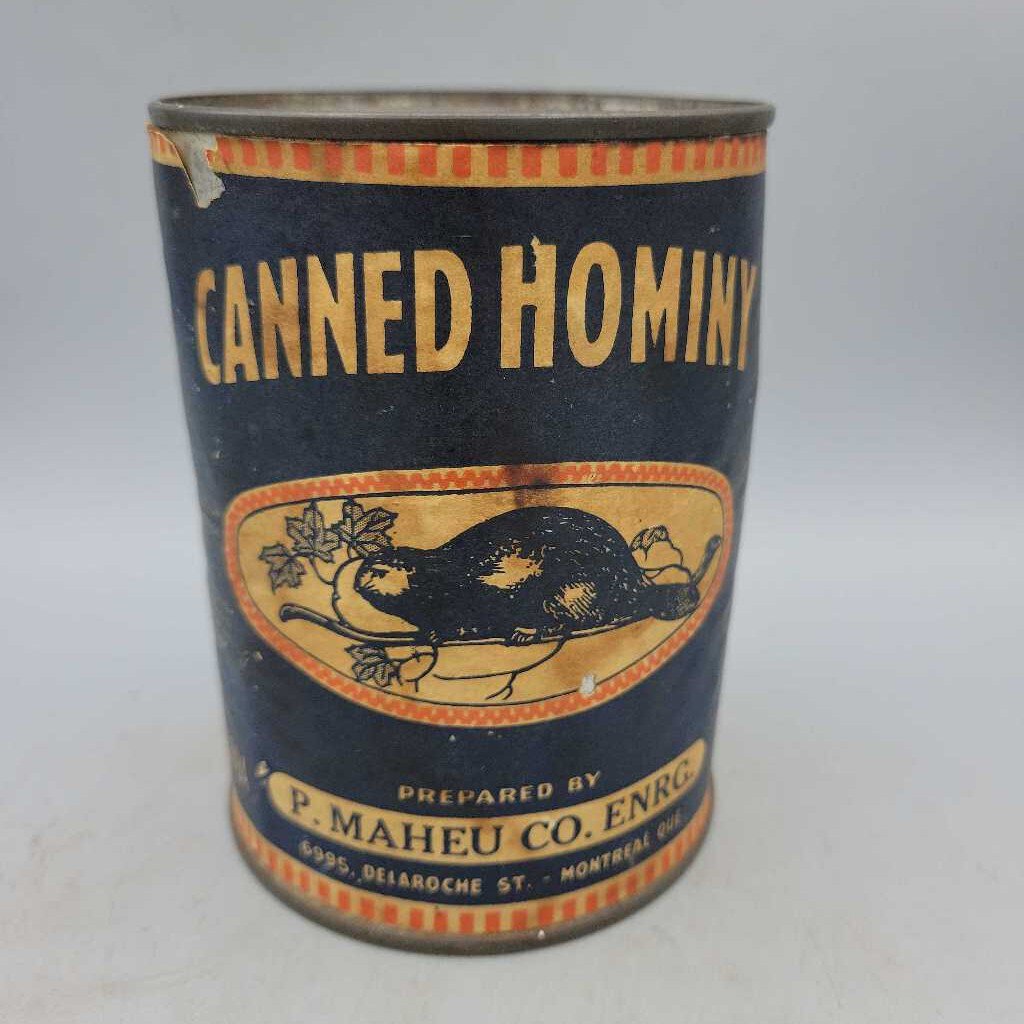 CANNED HOMINY
PREPARED BY
P. MAHEU CO. ENRG.
6995, DELAROCHE ST. - MONTREAL QUE.